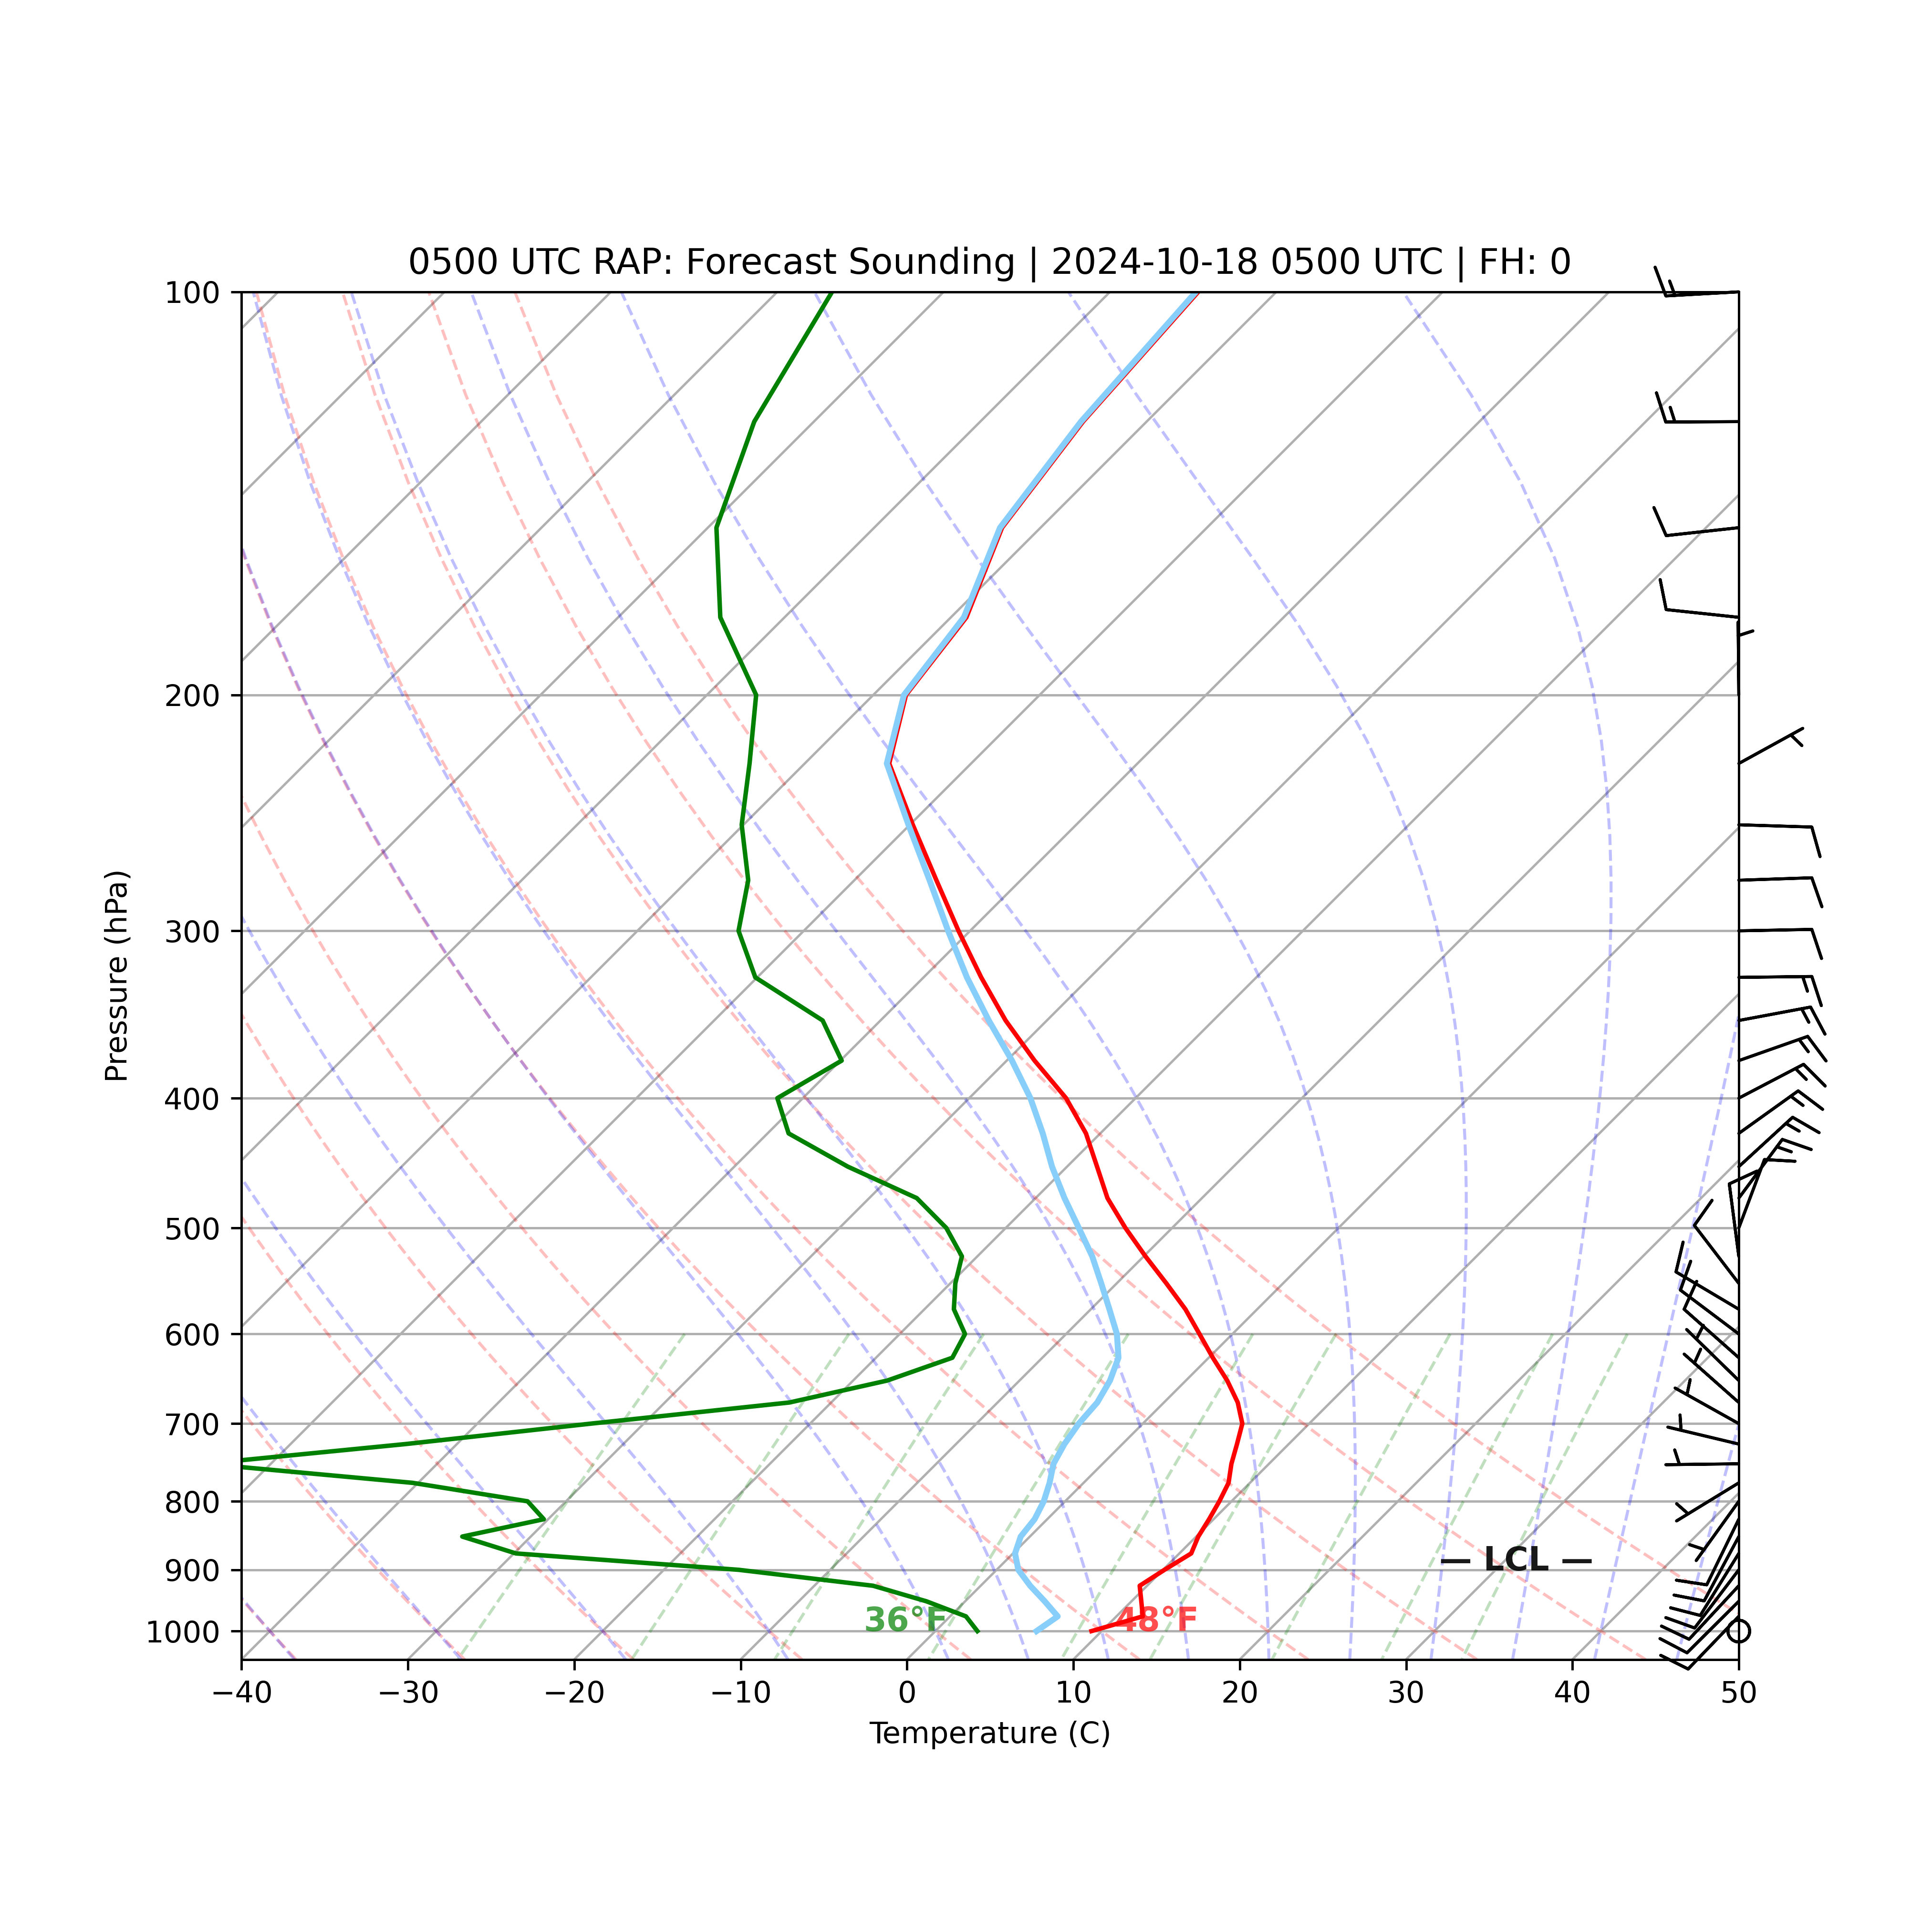 0500 UTC RAP: Forecast Sounding | 2024-10-18 0500 UTC | FH: 0
100
200
300
400
500
600
700
800
900
1000
Pressure (hPa)
— LCL —
36°F
48°F
−40 −30 −20 −10 0 10 20 30 40 50
Temperature (C)